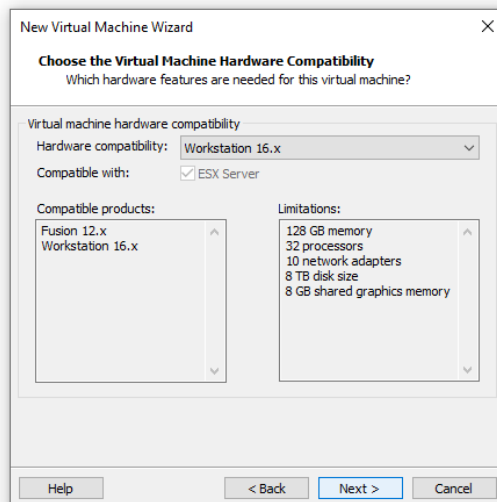 New Virtual Machine Wizard
Choose the Virtual Machine Hardware Compatibility
Which hardware features are needed for this virtual machine?
Virtual machine hardware compatibility
Hardware compatibility: Workstation 16.x
Compatible with: ESX Server
Compatible products:
Fusion 12.x
Workstation 16.x
Limitations:
128 GB memory
32 processors
10 network adapters
8 TB disk size
8 GB shared graphics memory
Help < Back Next > Cancel